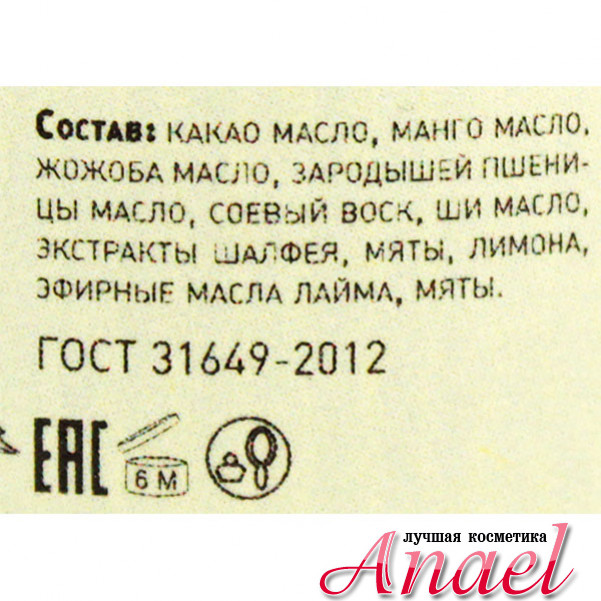 Состав: какао масло, манго масло,
жожоба масло, зародышей пшени-
цы масло, соевый воск, ши масло,
экстракты шалфея, мяты, лимона,
эфирные масла лайма, мяты.
ГОСТ 31649-2012
EAC
6 M
лучшая косметика
Anael